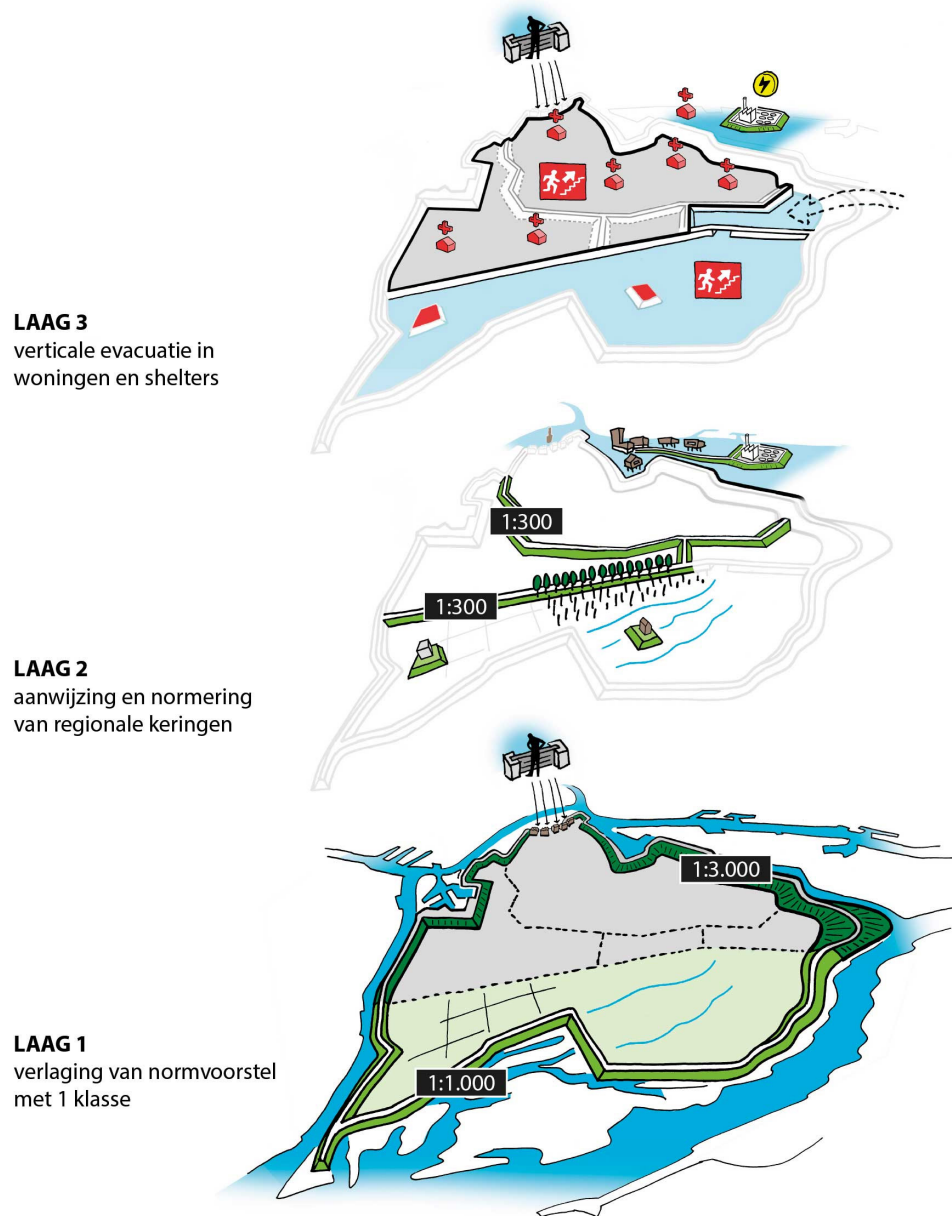 LAAG 3
verticale evacuatie in
woningen en shelters
1:300
1:300
LAAG 2
aanwijzing en normering
van regionale keringen
1:3.000
LAAG 1
verlaging van normvoorstel
met 1 klasse
1:1.000